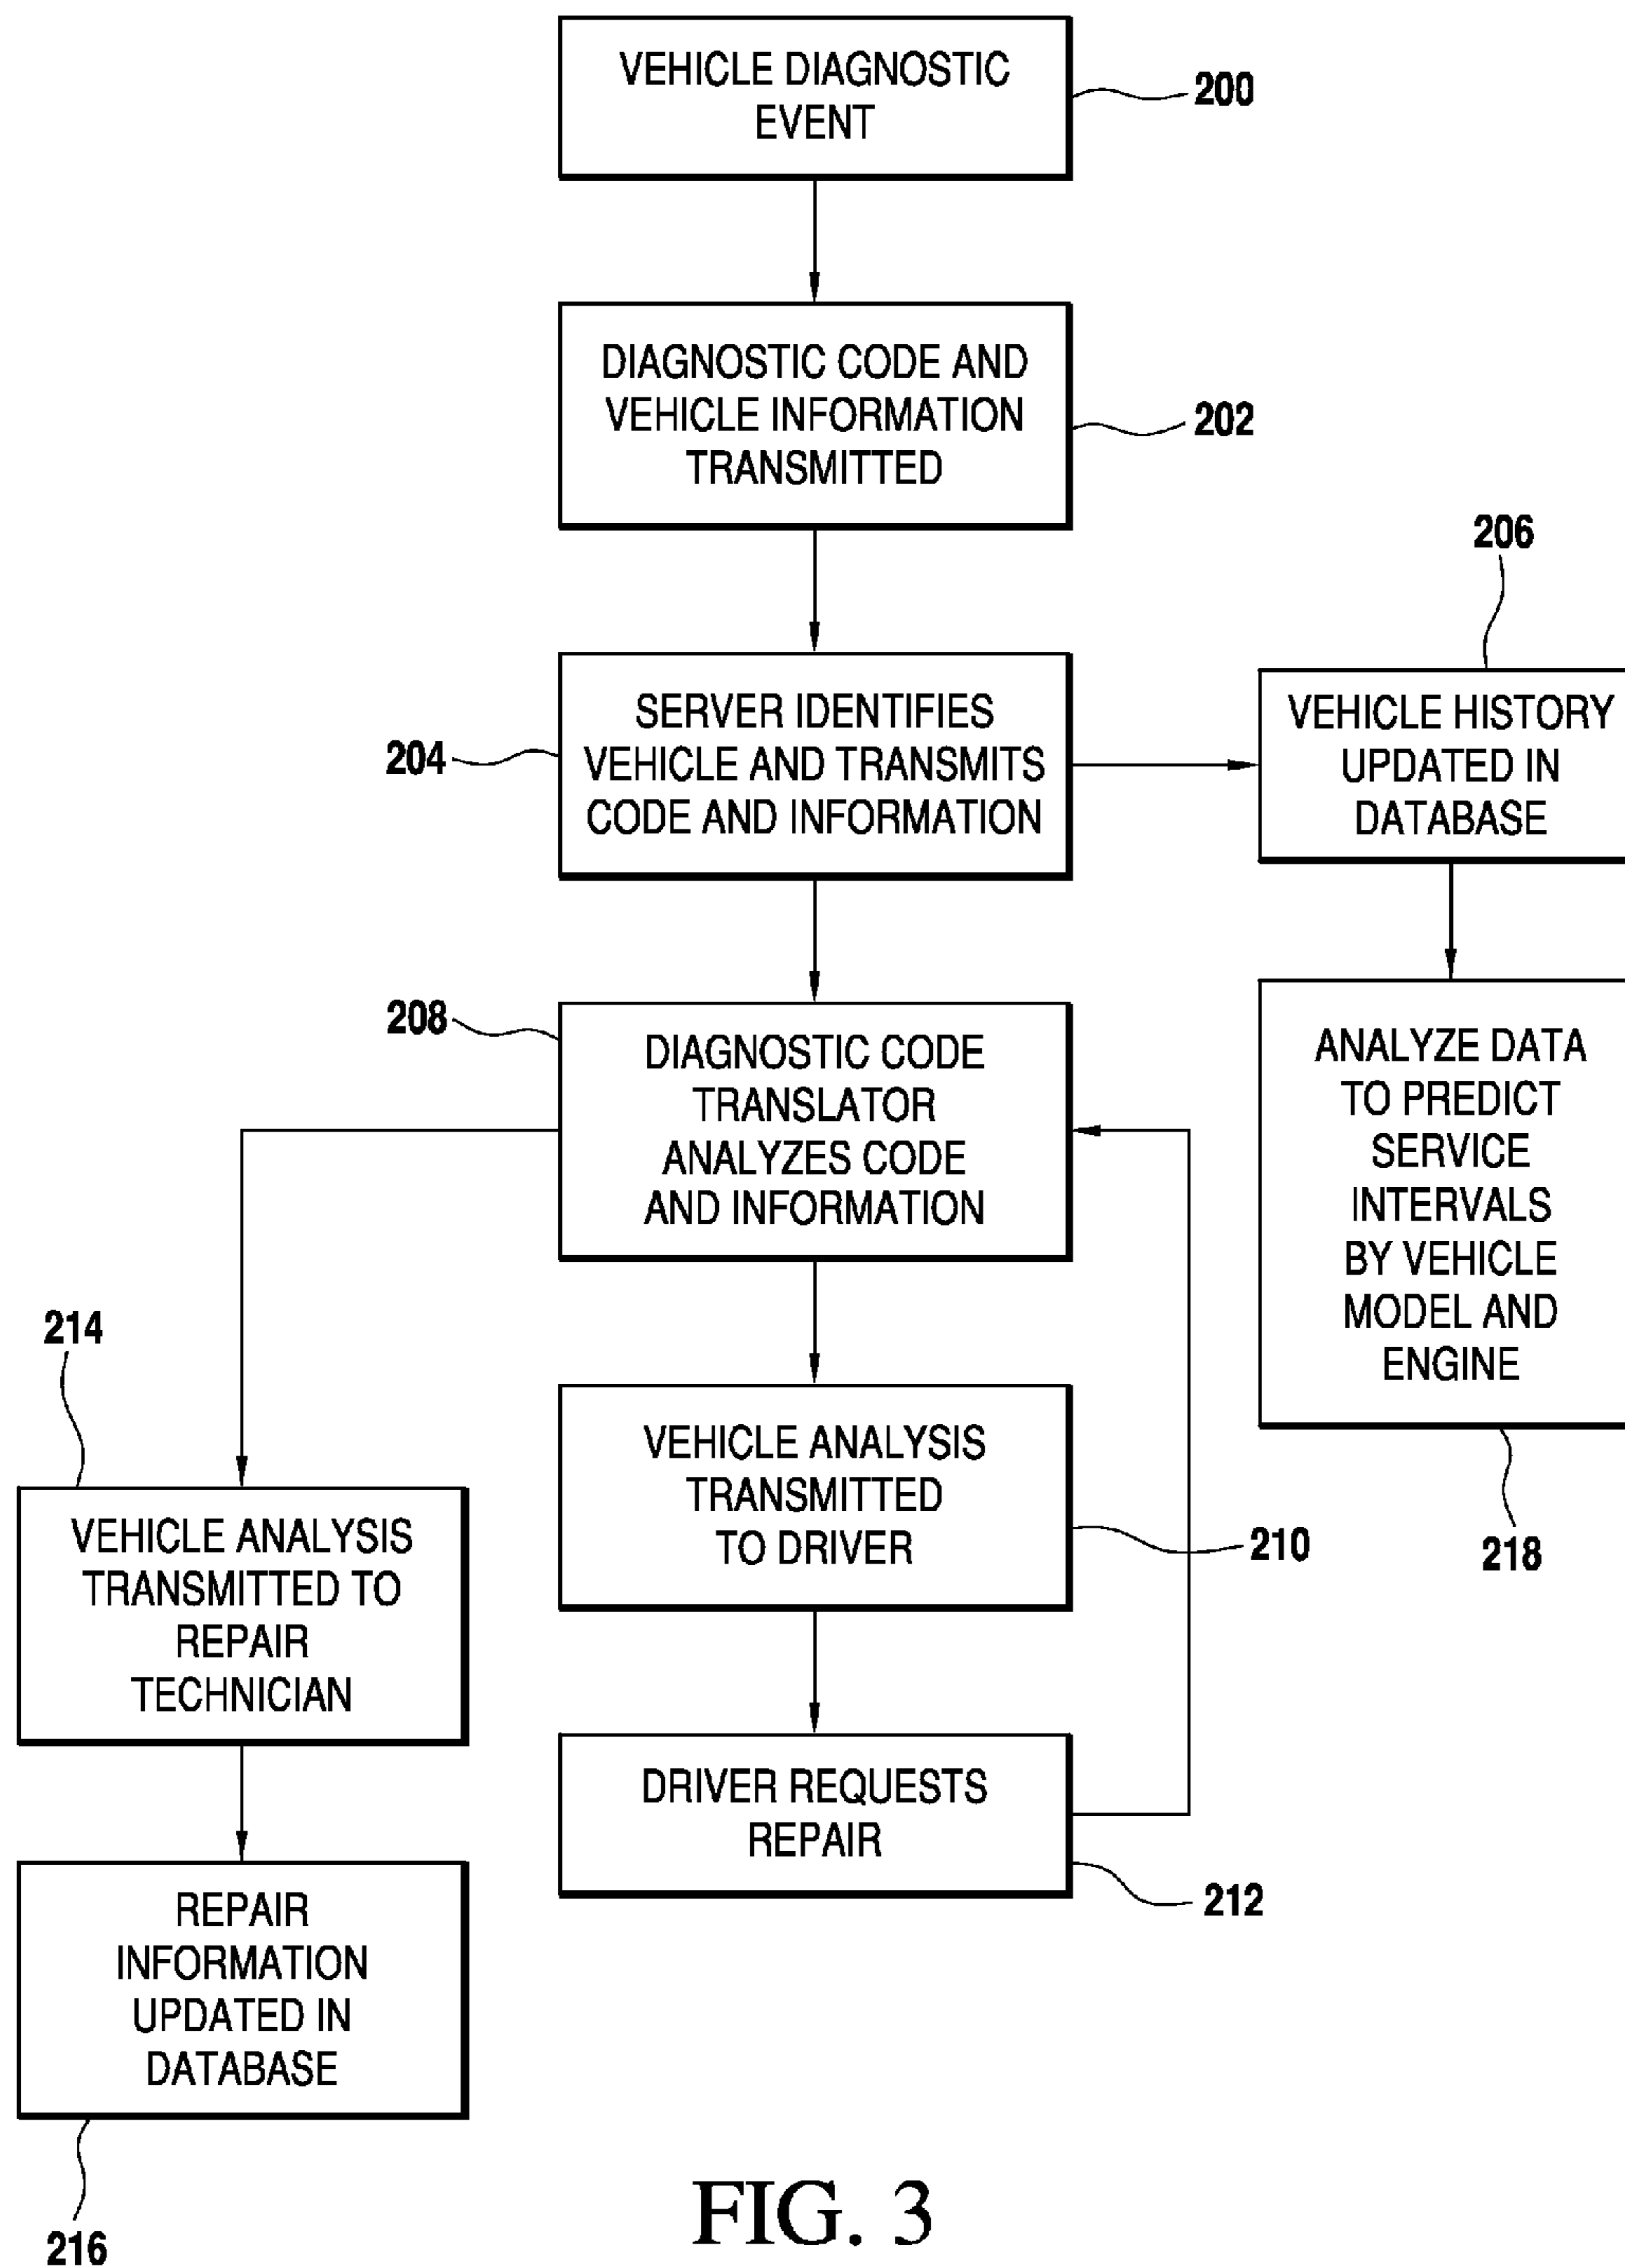 VEHICLE DIAGNOSTIC
EVENT
200
DIAGNOSTIC CODE AND
VEHICLE INFORMATION
TRANSMITTED
202
SERVER IDENTIFIES
VEHICLE AND TRANSMITS
CODE AND INFORMATION
204
206
VEHICLE HISTORY
UPDATED IN
DATABASE
208
DIAGNOSTIC CODE
TRANSLATOR
ANALYZES CODE
AND INFORMATION
ANALYZE DATA
TO PREDICT
SERVICE
INTERVALS
BY VEHICLE
MODEL AND
ENGINE
218
VEHICLE ANALYSIS
TRANSMITTED
TO DRIVER
210
214
VEHICLE ANALYSIS
TRANSMITTED TO
REPAIR
TECHNICIAN
DRIVER REQUESTS
REPAIR
212
REPAIR
INFORMATION
UPDATED IN
DATABASE
216
FIG. 3